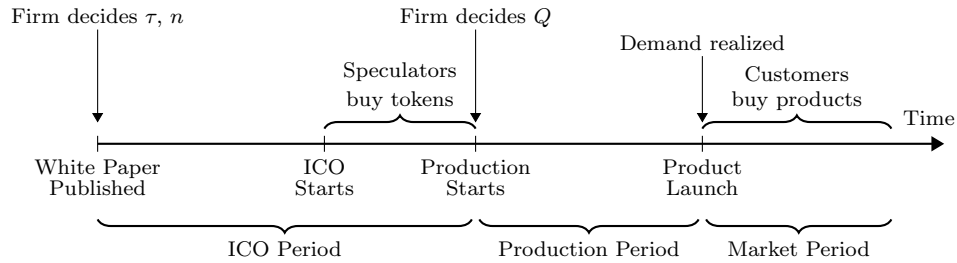 Firm decides τ, n
Firm decides Q
Demand realized
Speculators
buy tokens
Customers
buy products
Time
White Paper
Published
ICO
Starts
Production
Starts
Product
Launch
ICO Period
Production Period
Market Period